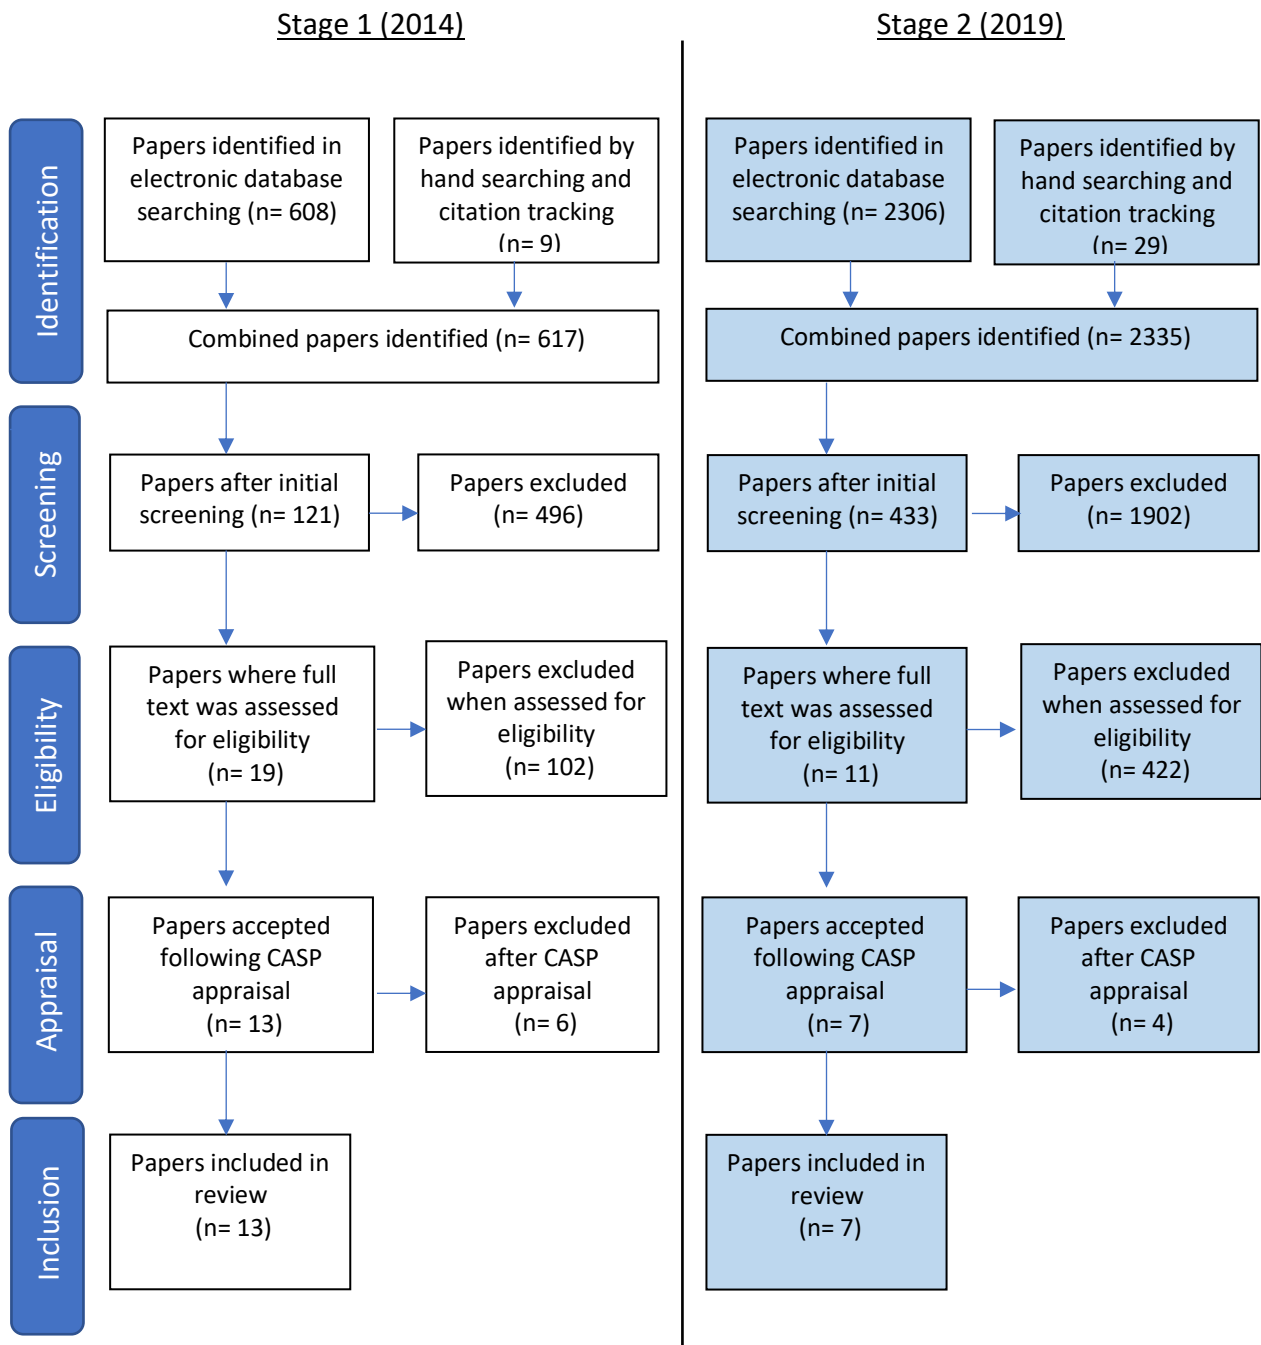 Stage 1 (2014)
Stage 2 (2019)
Identification
Papers identified in
electronic database
searching (n= 608)
Papers identified by
hand searching and
citation tracking
(n= 9)
Papers identified in
electronic database
searching (n= 2306)
Papers identified by
hand searching and
citation tracking
(n= 29)
Combined papers identified (n= 617)
Combined papers identified (n= 2335)
Screening
Papers after initial
screening (n= 121)
Papers excluded
(n= 496)
Papers after initial
screening (n= 433)
Papers excluded
(n= 1902)
Eligibility
Papers where full
text was assessed
for eligibility
(n= 19)
Papers excluded
when assessed for
eligibility
(n= 102)
Papers where full
text was assessed
for eligibility
(n= 11)
Papers excluded
when assessed for
eligibility
(n= 422)
Appraisal
Papers accepted
following CASP
appraisal
(n= 13)
Papers excluded
after CASP
appraisal
(n= 6)
Papers accepted
following CASP
appraisal
(n= 7)
Papers excluded
after CASP
appraisal
(n= 4)
Inclusion
Papers included in
review
(n= 13)
Papers included in
review
(n= 7)